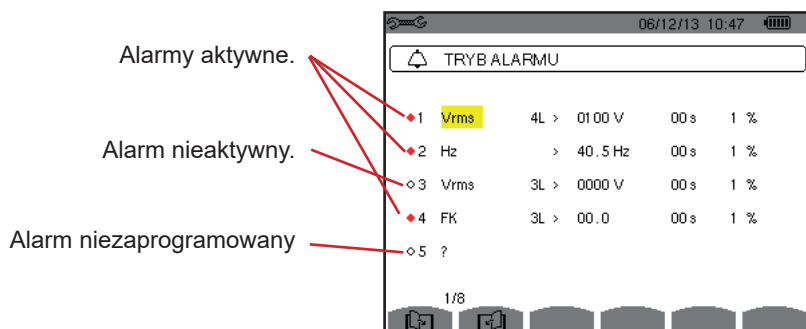 06/12/13 10:47
TRYB ALARMU
Alarmy aktywne.
1 Vrms 4L > 0100 V 00 s 1 %
Alarm nieaktywny.
2 Hz > 40.5 Hz 00 s 1 %
3 Vrms 3L > 0000 V 00 s 1 %
4 FK 3L > 00.0 00 s 1 %
Alarm niezaprogramowany
5 ?
1/8